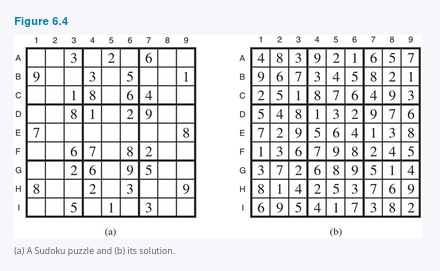 Figure 6.4
1 2 3 4 5 6 7 8 9 1 2 3 4 5 6 7 8 9
A 3 2 6 A 4 8 3 9 2 1 6 5 7
B 9 3 5 1 B 9 6 7 3 4 5 8 2 1
C 1 8 6 4 C 2 5 1 8 7 6 4 9 3
D 8 1 2 9 D 5 4 8 1 3 2 9 7 6
E 7 8 E 7 2 9 5 6 4 1 3 8
F 6 7 8 2 F 1 3 6 7 9 8 2 4 5
G 2 6 9 5 G 3 7 2 6 8 9 5 1 4
H 8 2 3 9 H 8 1 4 2 5 3 7 6 9
I 5 1 3 I 6 9 5 4 1 7 3 8 2
(a) (b)
(a) A Sudoku puzzle and (b) its solution.